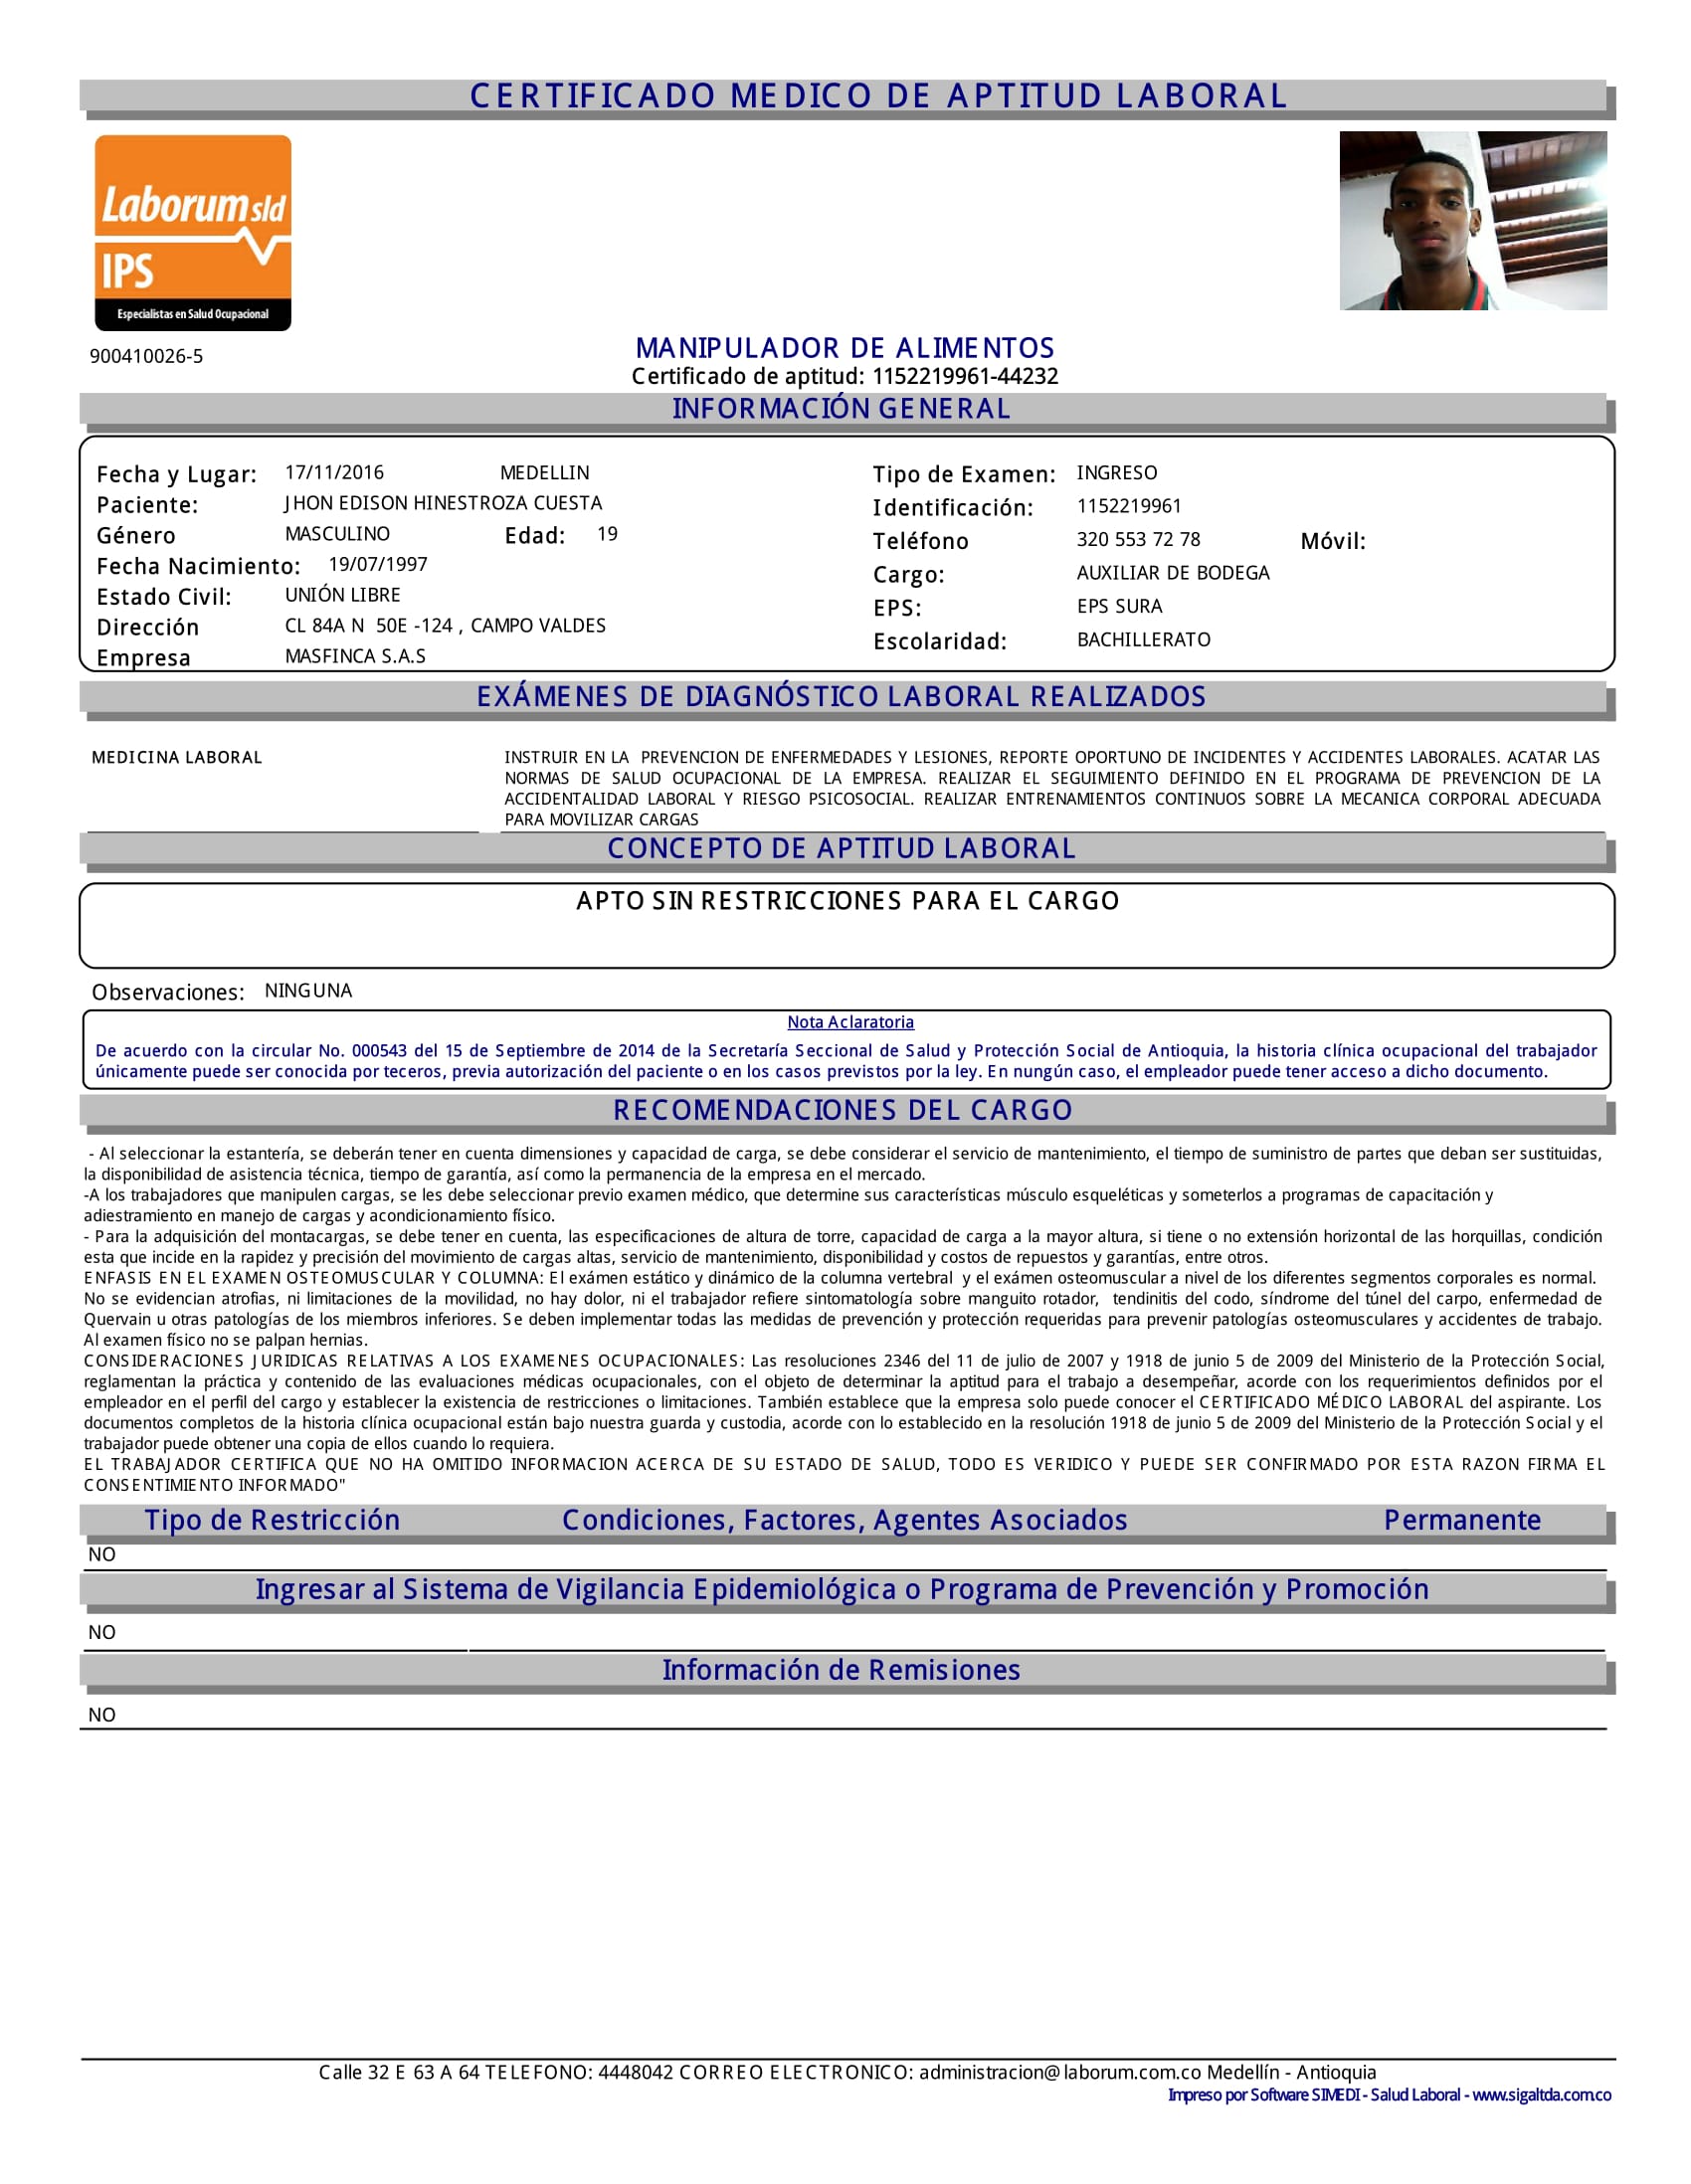 CERTIFICADO MEDICO DE APTITUD LABORAL
Laborum sld
IPS
Especialistas en Salud Ocupacional
900410026-5
MANIPULADOR DE ALIMENTOS
Certificado de aptitud: 1152219961-44232
INFORMACIÓN GENERAL
Fecha y Lugar: 17/11/2016 MEDELLIN
Paciente: JHON EDISON HINESTROZA CUESTA
Género MASCULINO Edad: 19
Fecha Nacimiento: 19/07/1997
Estado Civil: UNIÓN LIBRE
Dirección CL 84A N 50E -124 , CAMPO VALDES
Empresa MASFINCA S.A.S
Tipo de Examen: INGRESO
Identificación: 1152219961
Teléfono 320 553 72 78 Móvil:
Cargo: AUXILIAR DE BODEGA
EPS: EPS SURA
Escolaridad: BACHILLERATO
EXÁMENES DE DIAGNÓSTICO LABORAL REALIZADOS
MEDICINA LABORAL
INSTRUIR EN LA PREVENCION DE ENFERMEDADES Y LESIONES, REPORTE OPORTUNO DE INCIDENTES Y ACCIDENTES LABORALES. ACATAR LAS
NORMAS DE SALUD OCUPACIONAL DE LA EMPRESA. REALIZAR EL SEGUIMIENTO DEFINIDO EN EL PROGRAMA DE PREVENCION DE LA
ACCIDENTALIDAD LABORAL Y RIESGO PSICOSOCIAL. REALIZAR ENTRENAMIENTOS CONTINUOS SOBRE LA MECANICA CORPORAL ADECUADA
PARA MOVILIZAR CARGAS
CONCEPTO DE APTITUD LABORAL
APTO SIN RESTRICCIONES PARA EL CARGO
Observaciones: NINGUNA
Nota Aclaratoria
De acuerdo con la circular No. 000543 del 15 de Septiembre de 2014 de la Secretaría Seccional de Salud y Protección Social de Antioquia, la historia clínica ocupacional del trabajador
únicamente puede ser conocida por teceros, previa autorización del paciente o en los casos previstos por la ley. En nungún caso, el empleador puede tener acceso a dicho documento.
RECOMENDACIONES DEL CARGO
- Al seleccionar la estantería, se deberán tener en cuenta dimensiones y capacidad de carga, se debe considerar el servicio de mantenimiento, el tiempo de suministro de partes que deban ser sustituidas,
la disponibilidad de asistencia técnica, tiempo de garantía, así como la permanencia de la empresa en el mercado.
-A los trabajadores que manipulen cargas, se les debe seleccionar previo examen médico, que determine sus características músculo esqueléticas y someterlos a programas de capacitación y
adiestramiento en manejo de cargas y acondicionamiento físico.
- Para la adquisición del montacargas, se debe tener en cuenta, las especificaciones de altura de torre, capacidad de carga a la mayor altura, si tiene o no extensión horizontal de las horquillas, condición
esta que incide en la rapidez y precisión del movimiento de cargas altas, servicio de mantenimiento, disponibilidad y costos de repuestos y garantías, entre otros.
ENFASIS EN EL EXAMEN OSTEOMUSCULAR Y COLUMNA: El exámen estático y dinámico de la columna vertebral y el exámen osteomuscular a nivel de los diferentes segmentos corporales es normal.
No se evidencian atrofias, ni limitaciones de la movilidad, no hay dolor, ni el trabajador refiere sintomatología sobre manguito rotador, tendinitis del codo, síndrome del túnel del carpo, enfermedad de
Quervain u otras patologías de los miembros inferiores. Se deben implementar todas las medidas de prevención y protección requeridas para prevenir patologías osteomusculares y accidentes de trabajo.
Al examen físico no se palpan hernias.
CONSIDERACIONES JURIDICAS RELATIVAS A LOS EXAMENES OCUPACIONALES: Las resoluciones 2346 del 11 de julio de 2007 y 1918 de junio 5 de 2009 del Ministerio de la Protección Social,
reglamentan la práctica y contenido de las evaluaciones médicas ocupacionales, con el objeto de determinar la aptitud para el trabajo a desempeñar, acorde con los requerimientos definidos por el
empleador en el perfil del cargo y establecer la existencia de restricciones o limitaciones. También establece que la empresa solo puede conocer el CERTIFICADO MÉDICO LABORAL del aspirante. Los
documentos completos de la historia clínica ocupacional están bajo nuestra guarda y custodia, acorde con lo establecido en la resolución 1918 de junio 5 de 2009 del Ministerio de la Protección Social y el
trabajador puede obtener una copia de ellos cuando lo requiera.
EL TRABAJADOR CERTIFICA QUE NO HA OMITIDO INFORMACION ACERCA DE SU ESTADO DE SALUD, TODO ES VERIDICO Y PUEDE SER CONFIRMADO POR ESTA RAZON FIRMA EL
CONSENTIMIENTO INFORMADO"
Tipo de Restricción Condiciones, Factores, Agentes Asociados Permanente
NO
Ingresar al Sistema de Vigilancia Epidemiológica o Programa de Prevención y Promoción
NO
Información de Remisiones
NO
Calle 32 E 63 A 64 TELEFONO: 4448042 CORREO ELECTRONICO: administracion@laborum.com.co Medellín - Antioquia
Impreso por Software SIMEDI - Salud Laboral - www.sigaltda.com.co